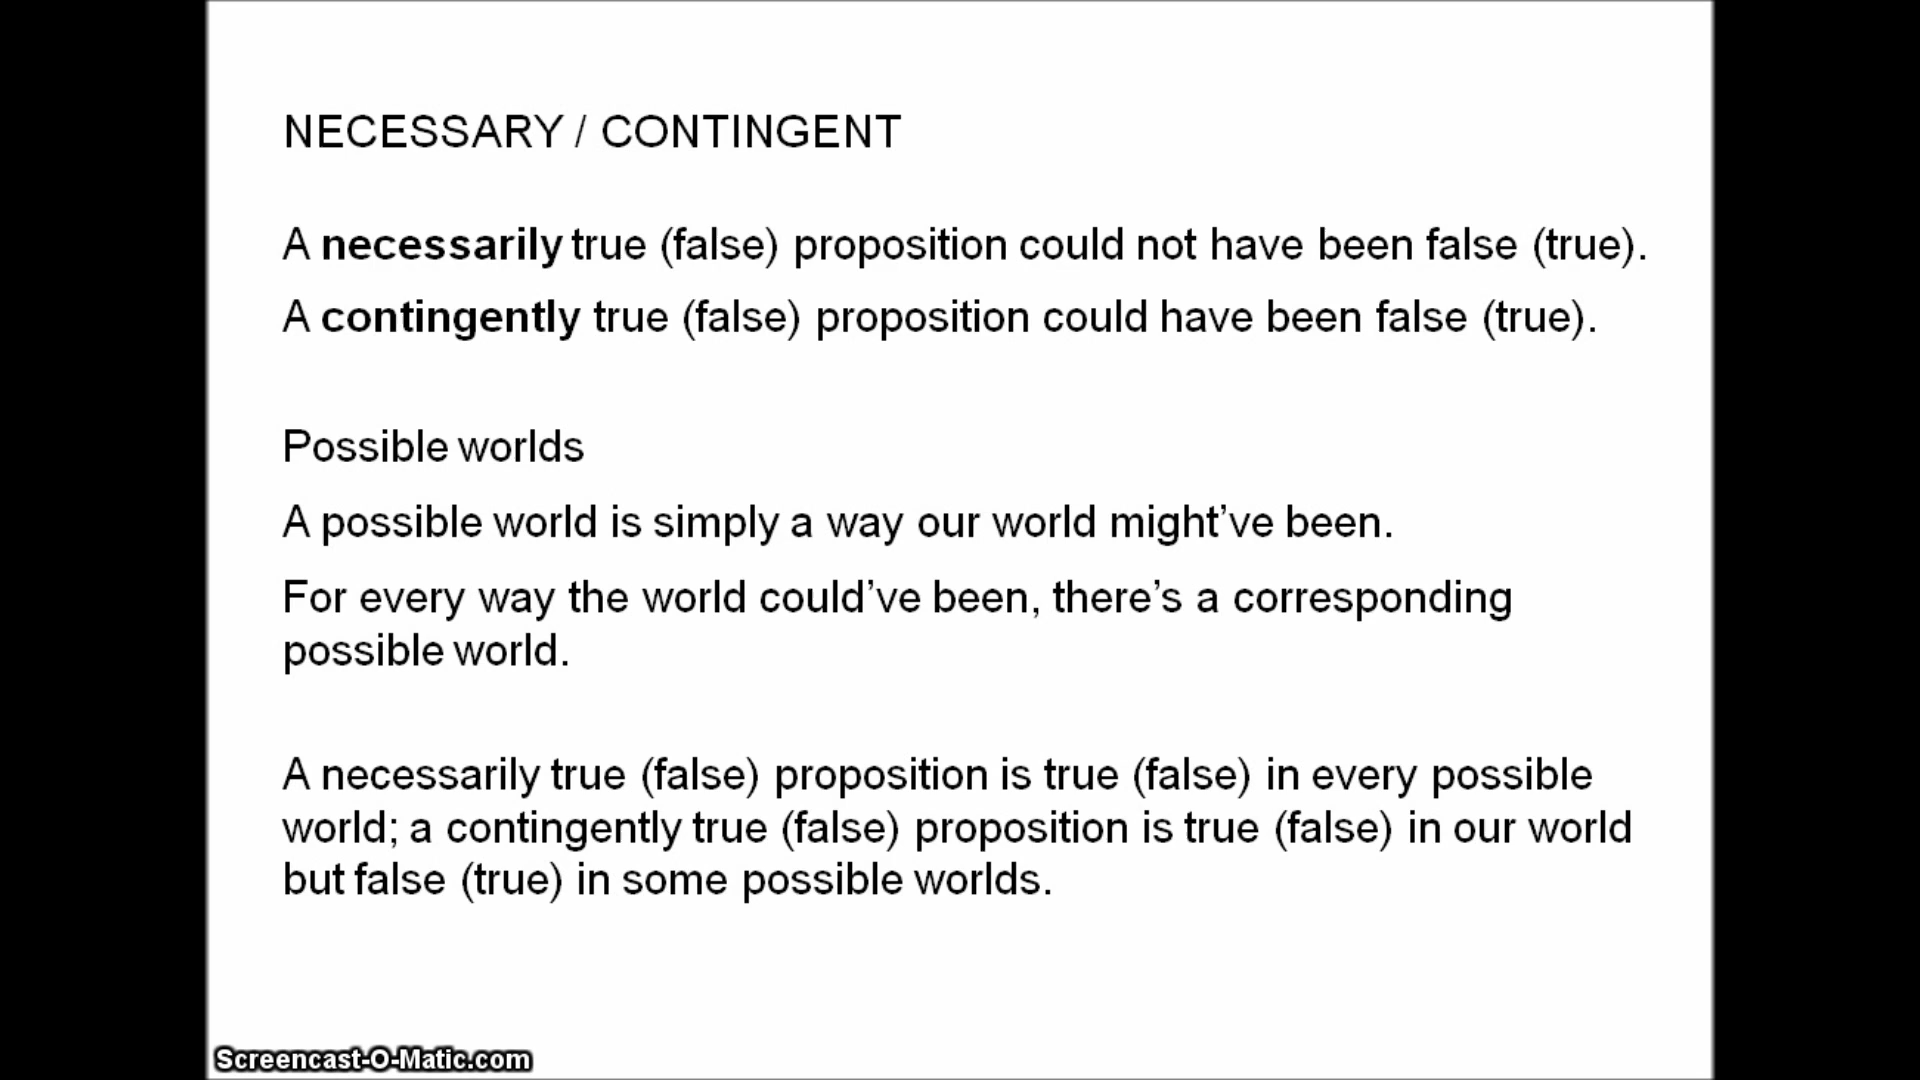 NECESSARY / CONTINGENT
A necessarily true (false) proposition could not have been false (true).
A contingently true (false) proposition could have been false (true).
Possible worlds
A possible world is simply a way our world might’ve been.
For every way the world could’ve been, there’s a corresponding
possible world.
A necessarily true (false) proposition is true (false) in every possible
world; a contingently true (false) proposition is true (false) in our world
but false (true) in some possible worlds.
Screencast-O-Matic.com